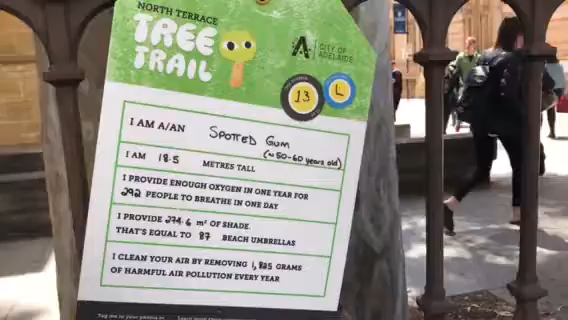 NORTH TERRACE
TREE
TRAIL
CITY OF
ADELAIDE
13
L
I AM A/AN SPOTTED GUM
(~50-60 years old)
I AM 18.5 METRES TALL
I PROVIDE ENOUGH OXYGEN IN ONE YEAR FOR
292 PEOPLE TO BREATHE IN ONE DAY
I PROVIDE 274.6 m² OF SHADE.
THAT'S EQUAL TO 87 BEACH UMBRELLAS
I CLEAN YOUR AIR BY REMOVING 1,885 GRAMS
OF HARMFUL AIR POLLUTION EVERY YEAR